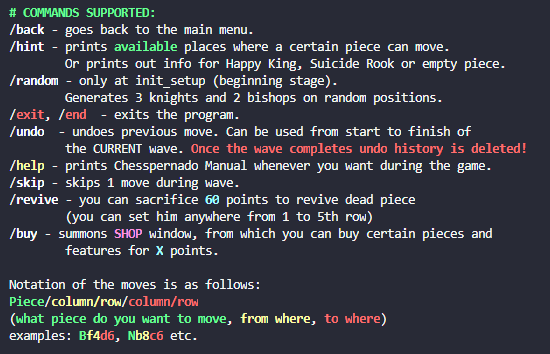 # COMMANDS SUPPORTED:
/back - goes back to the main menu.
/hint - prints available places where a certain piece can move.
Or prints out info for Happy King, Suicide Rook or empty piece.
/random - only at init_setup (beginning stage).
Generates 3 knights and 2 bishops on random positions.
/exit, /end - exits the program.
/undo - undoes previous move. Can be used from start to finish of
the CURRENT wave. Once the wave completes undo history is deleted!
/help - prints Chesspernado Manual whenever you want during the game.
/skip - skips 1 move during wave.
/revive - you can sacrifice 60 points to revive dead piece
(you can set him anywhere from 1 to 5th row)
/buy - summons SHOP window, from which you can buy certain pieces and
features for X points.
Notation of the moves is as follows:
Piece/column/row/column/row
(what piece do you want to move, from where, to where)
examples: Bf4d6, Nb8c6 etc.